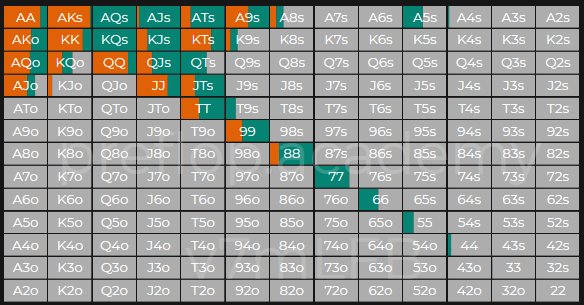 AA AKs AQs AJs ATs A9s A8s A7s A6s A5s A4s A3s A2s
AKo KK KQs KJs KTs K9s K8s K7s K6s K5s K4s K3s K2s
AQo KQo QQ QJs QTs Q9s Q8s Q7s Q6s Q5s Q4s Q3s Q2s
AJo KJo QJo JJ JTs J9s J8s J7s J6s J5s J4s J3s J2s
ATo KTo QTo JTo TT T9s T8s T7s T6s T5s T4s T3s T2s
A9o K9o Q9o J9o T9o 99 98s 97s 96s 95s 94s 93s 92s
A8o K8o Q8o J8o T8o 98o 88 87s 86s 85s 84s 83s 82s
A7o K7o Q7o J7o T7o 97o 87o 77 76s 75s 74s 73s 72s
A6o K6o Q6o J6o T6o 96o 86o 76o 66 65s 64s 63s 62s
A5o K5o Q5o J5o T5o 95o 85o 75o 65o 55 54s 53s 52s
A4o K4o Q4o J4o T4o 94o 84o 74o 64o 54o 44 43s 42s
A3o K3o Q3o J3o T3o 93o 83o 73o 63o 53o 43o 33 32s
A2o K2o Q2o J2o T2o 92o 82o 72o 62o 52o 42o 32o 22